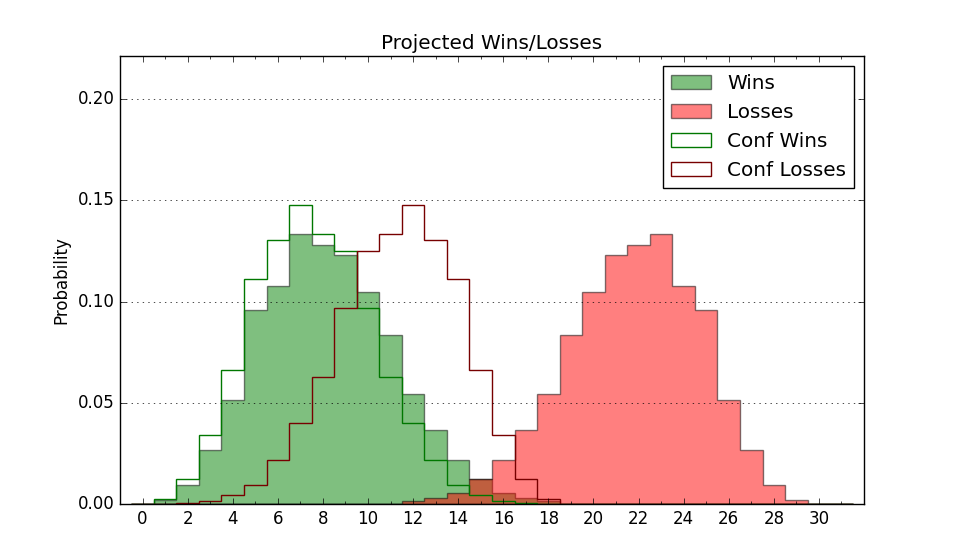 Projected Wins/Losses
Wins
Losses
Conf Wins
Conf Losses
Probability
0.20
0.15
0.10
0.05
0.00
0 2 4 6 8 10 12 14 16 18 20 22 24 26 28 30